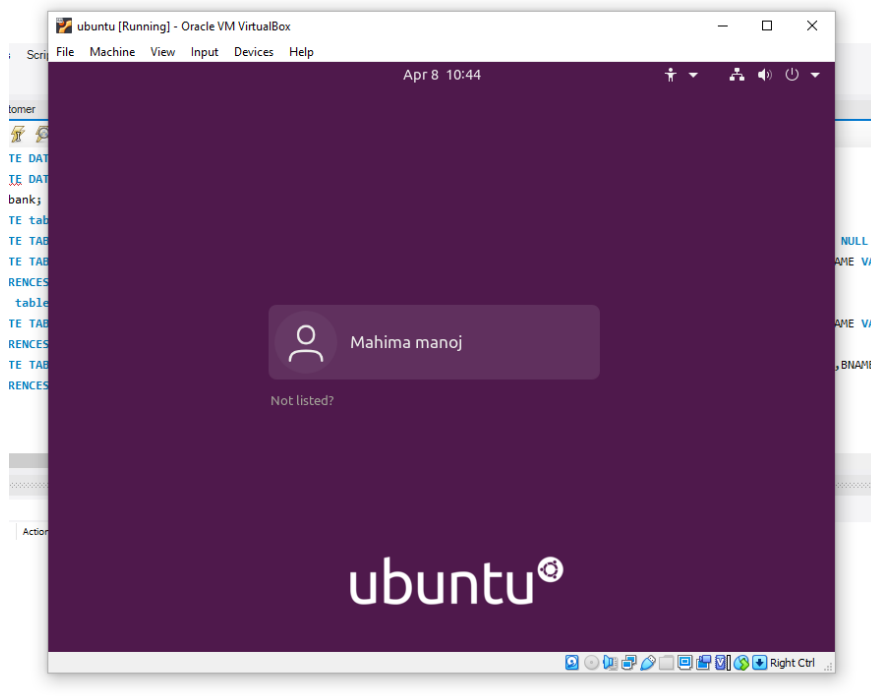 ubuntu [Running] - Oracle VM VirtualBox
File Machine View Input Devices Help
Apr 8 10:44
Mahima manoj
Not listed?
ubuntu
Right Ctrl
Scrip
tomer
TE DAT
TE DAT
bank;
TE tab
TE TAB
NULL
TE TAB
AME VA
RENCES
table
TE TAB
AME VA
RENCES
TE TAB
,BNAME
RENCES
Action